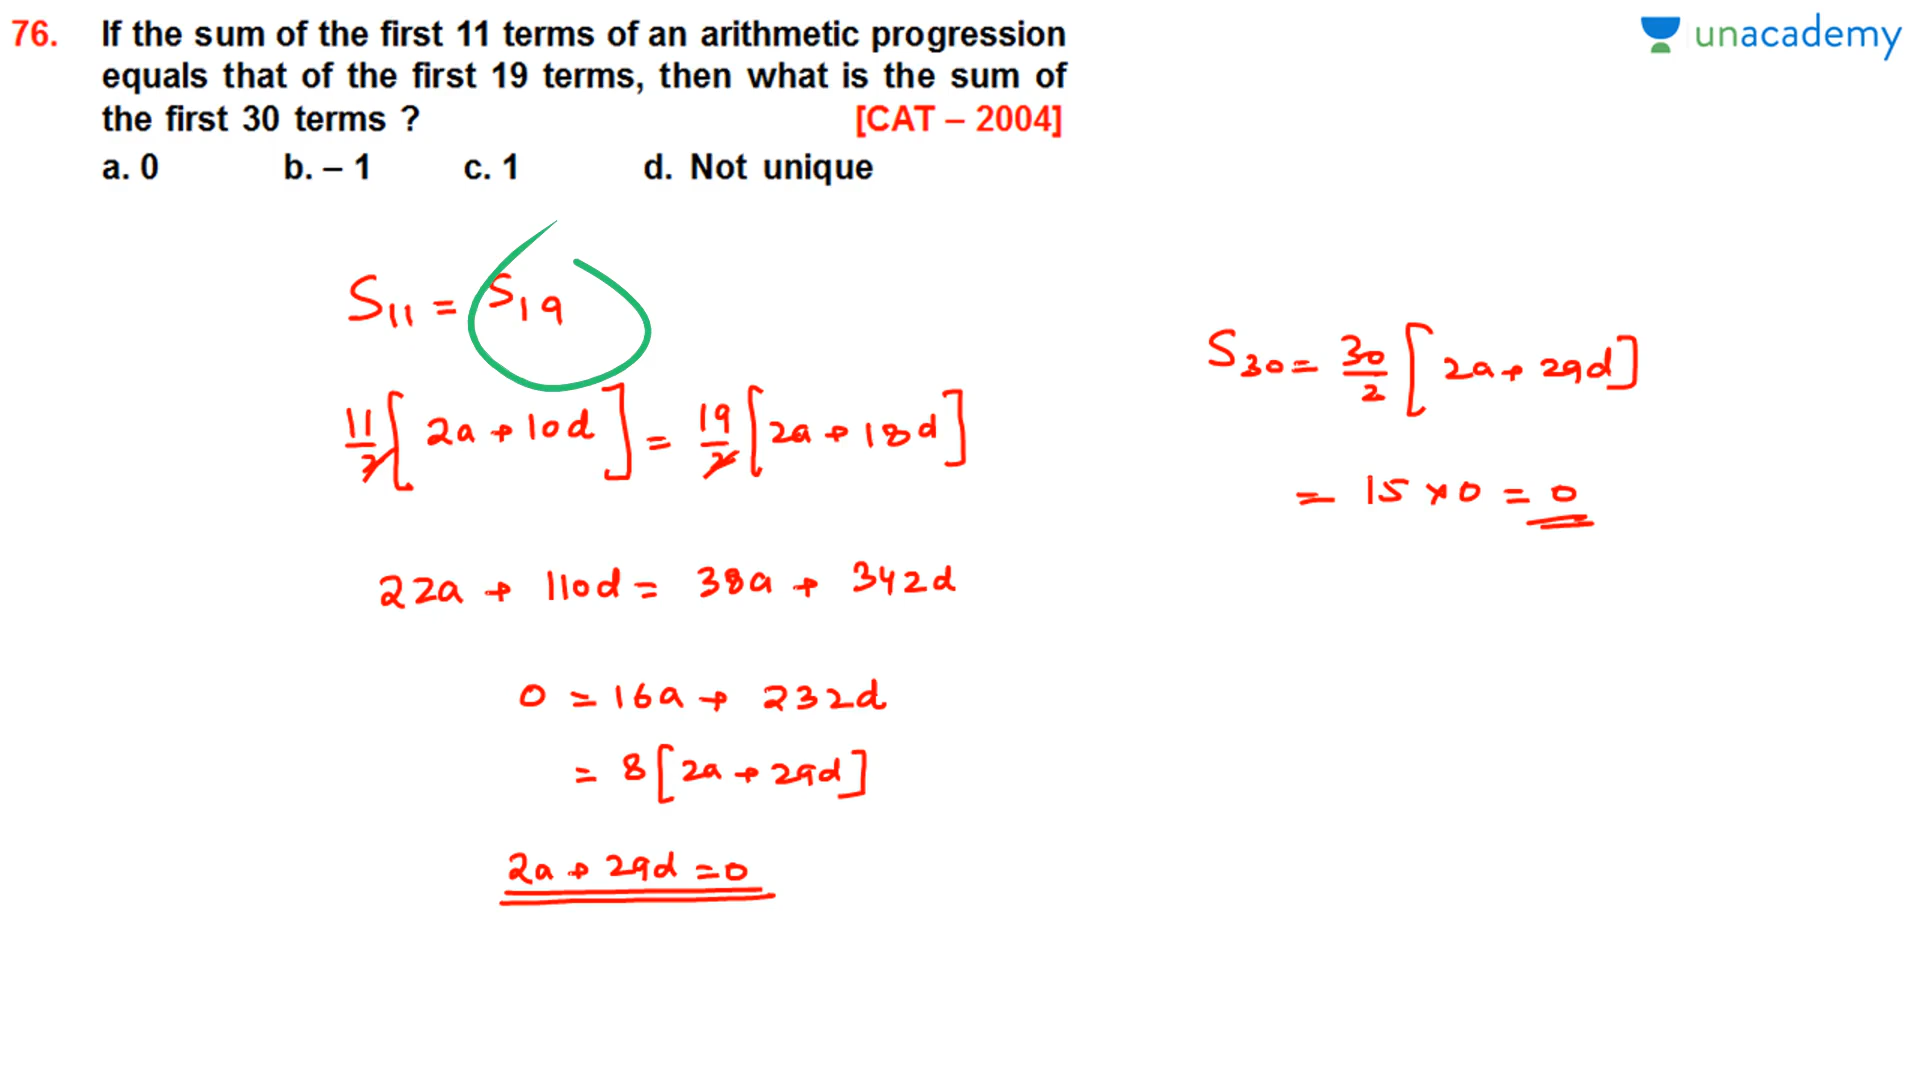 76. If the sum of the first 11 terms of an arithmetic progression
equals that of the first 19 terms, then what is the sum of
the first 30 terms ? [CAT – 2004]
a. 0 b. – 1 c. 1 d. Not unique
unacademy
S11 = S19
11/2 [2a + 10d] = 19/2 [2a + 18d]
22a + 110d = 38a + 342d
0 = 16a + 232d
= 8[2a + 29d]
2a + 29d = 0
S30 = 30/2 [2a + 29d]
= 15 × 0 = 0